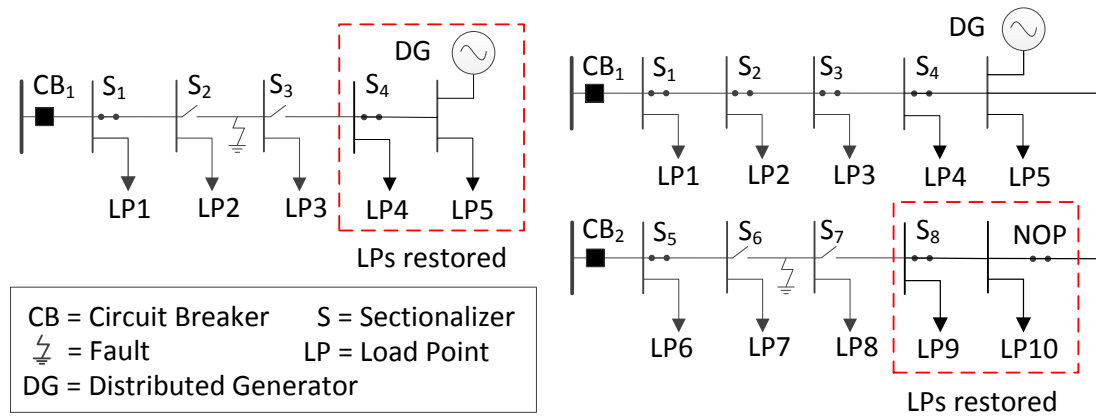 DG
CB₁ S₁ S₂ S₃ S₄
LP1 LP2 LP3 LP4 LP5
LPs restored
CB = Circuit Breaker S = Sectionalizer
= Fault LP = Load Point
DG = Distributed Generator
DG
CB₁ S₁ S₂ S₃ S₄
LP1 LP2 LP3 LP4 LP5
CB₂ S₅ S₆ S₇ S₈ NOP
LP6 LP7 LP8 LP9 LP10
LPs restored